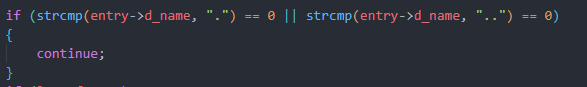 if (strcmp(entry->d_name, ".") == 0 || strcmp(entry->d_name, "..") == 0)
{
    continue;
}